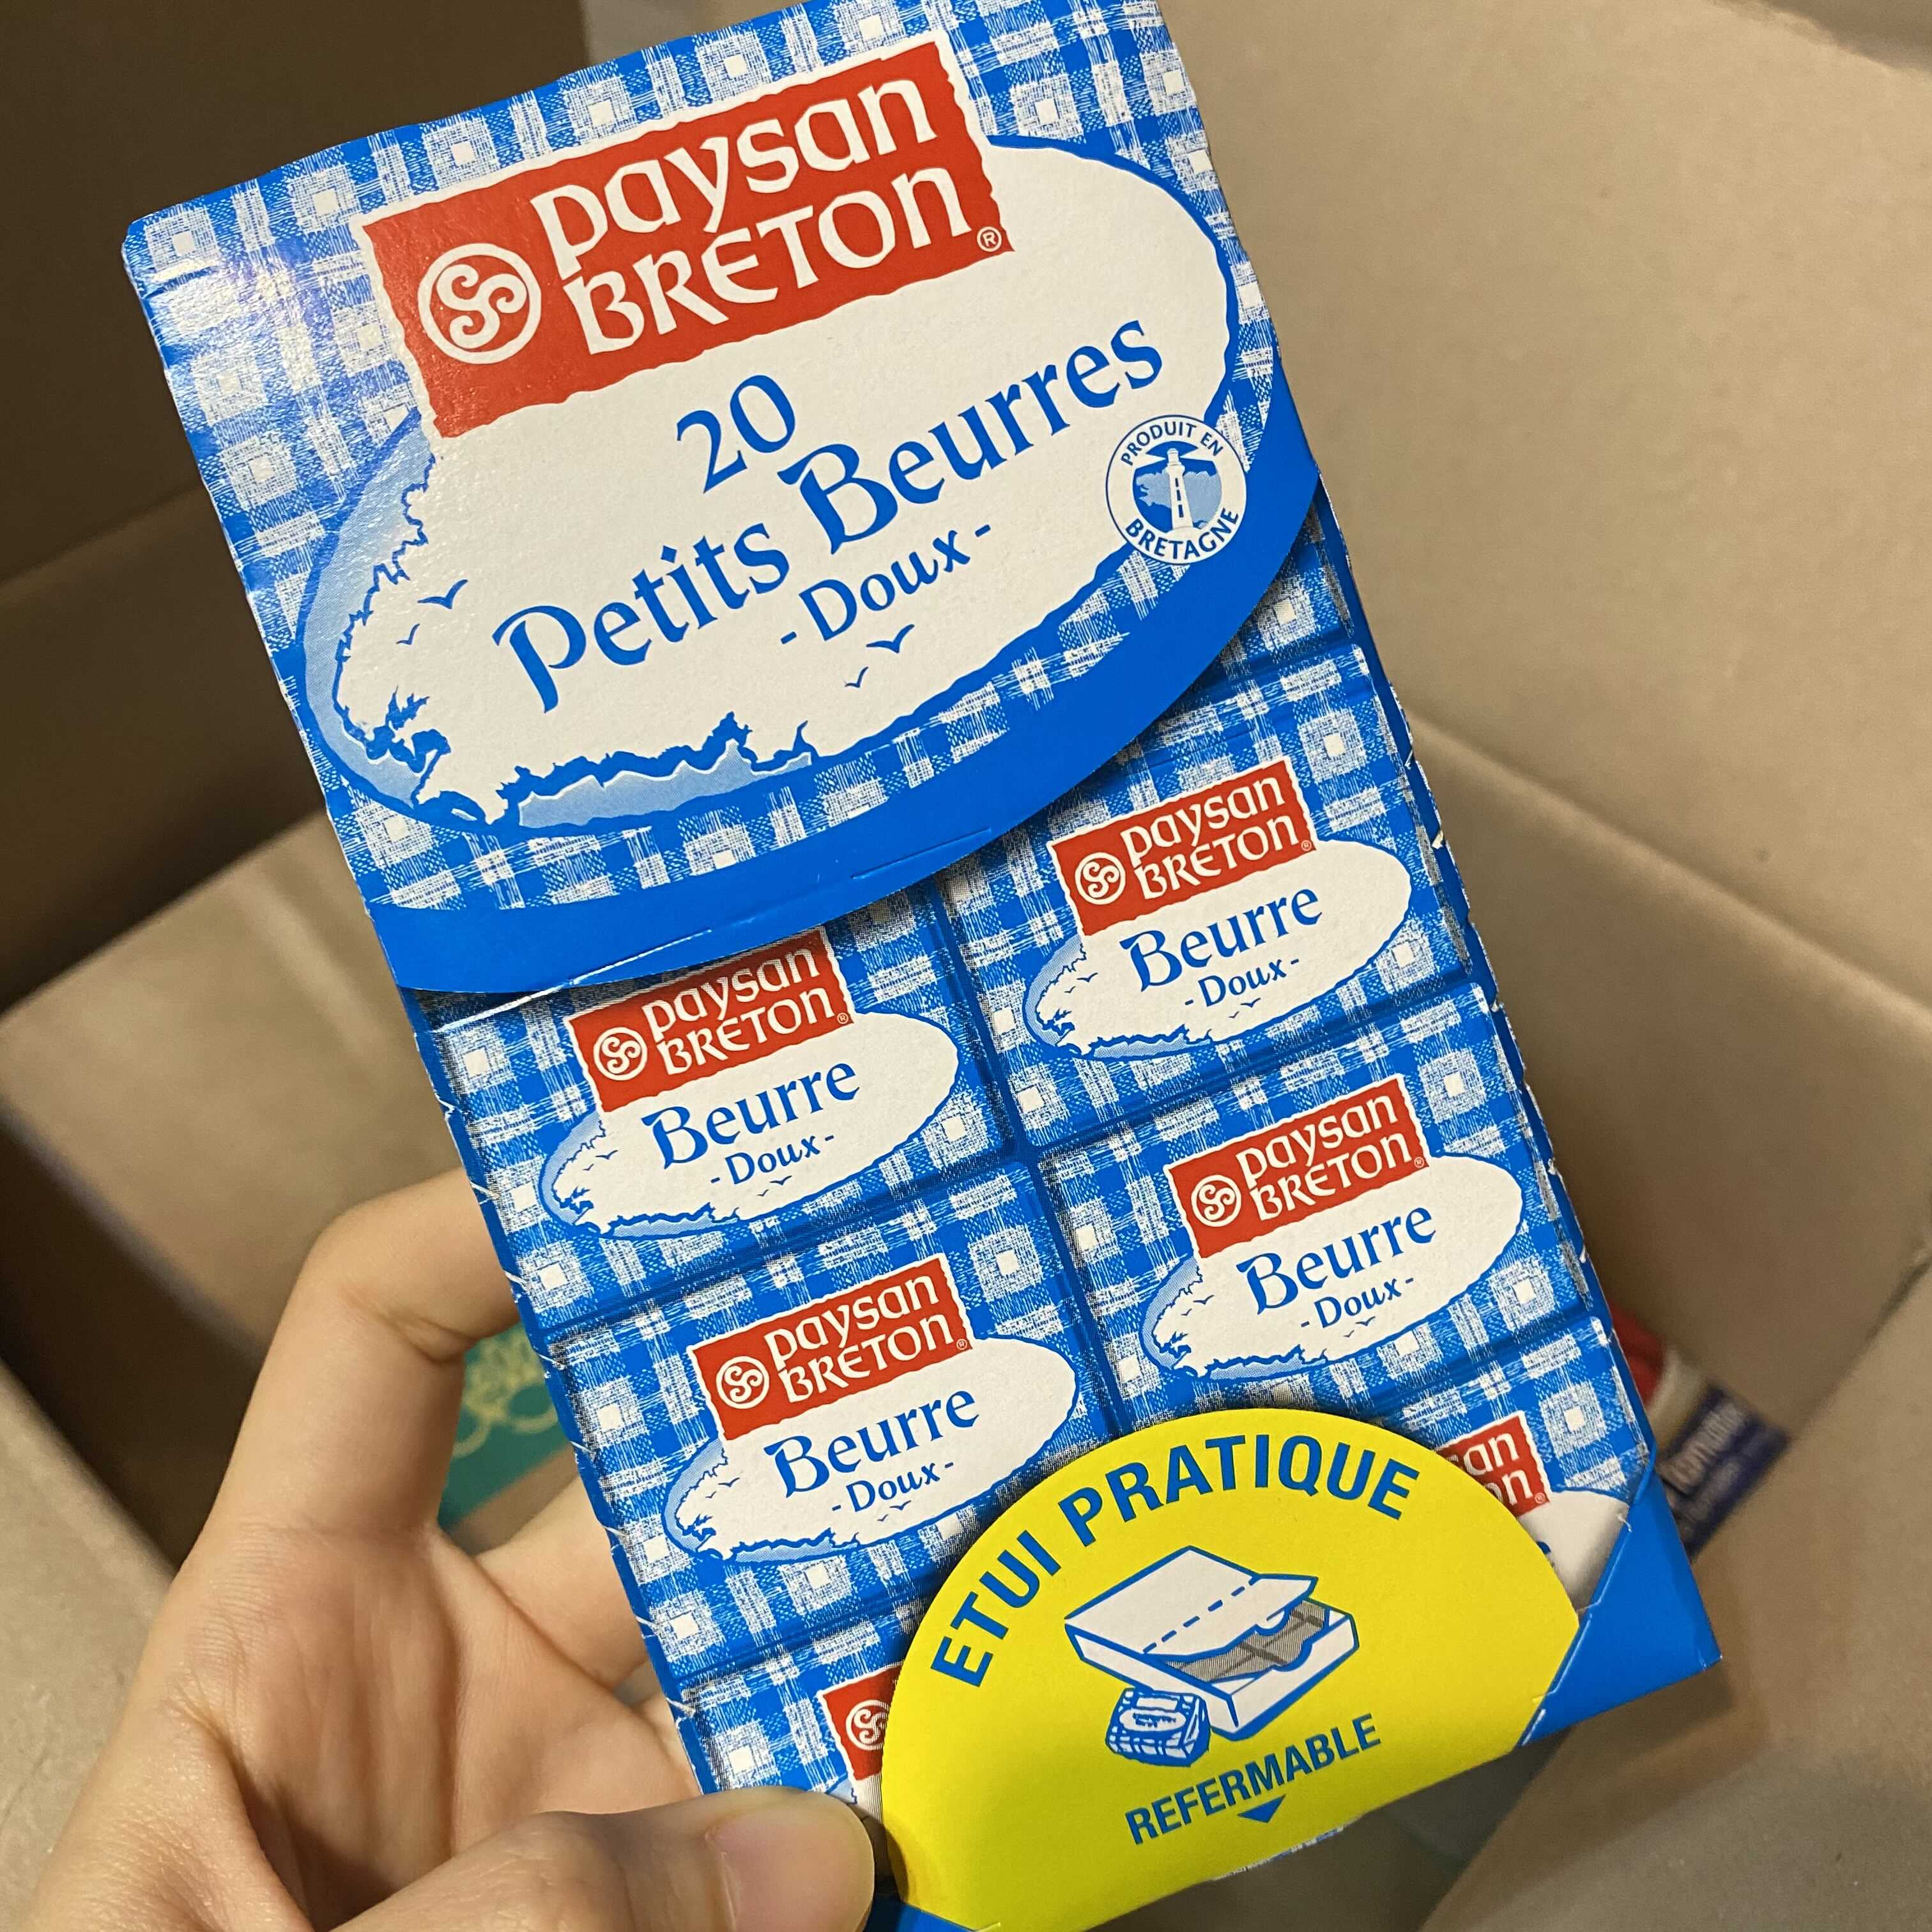 paysan
BRETON®
20
Petits Beurres
-Doux-
PRODUIT EN
BRETAGNE
paysan
BRETON®
Beurre
-Doux-
paysan
BRETON®
Beurre
-Doux-
paysan
BRETON®
Beurre
-Doux-
paysan
BRETON®
Beurre
-Doux-
ETUI PRATIQUE
REFERMABLE